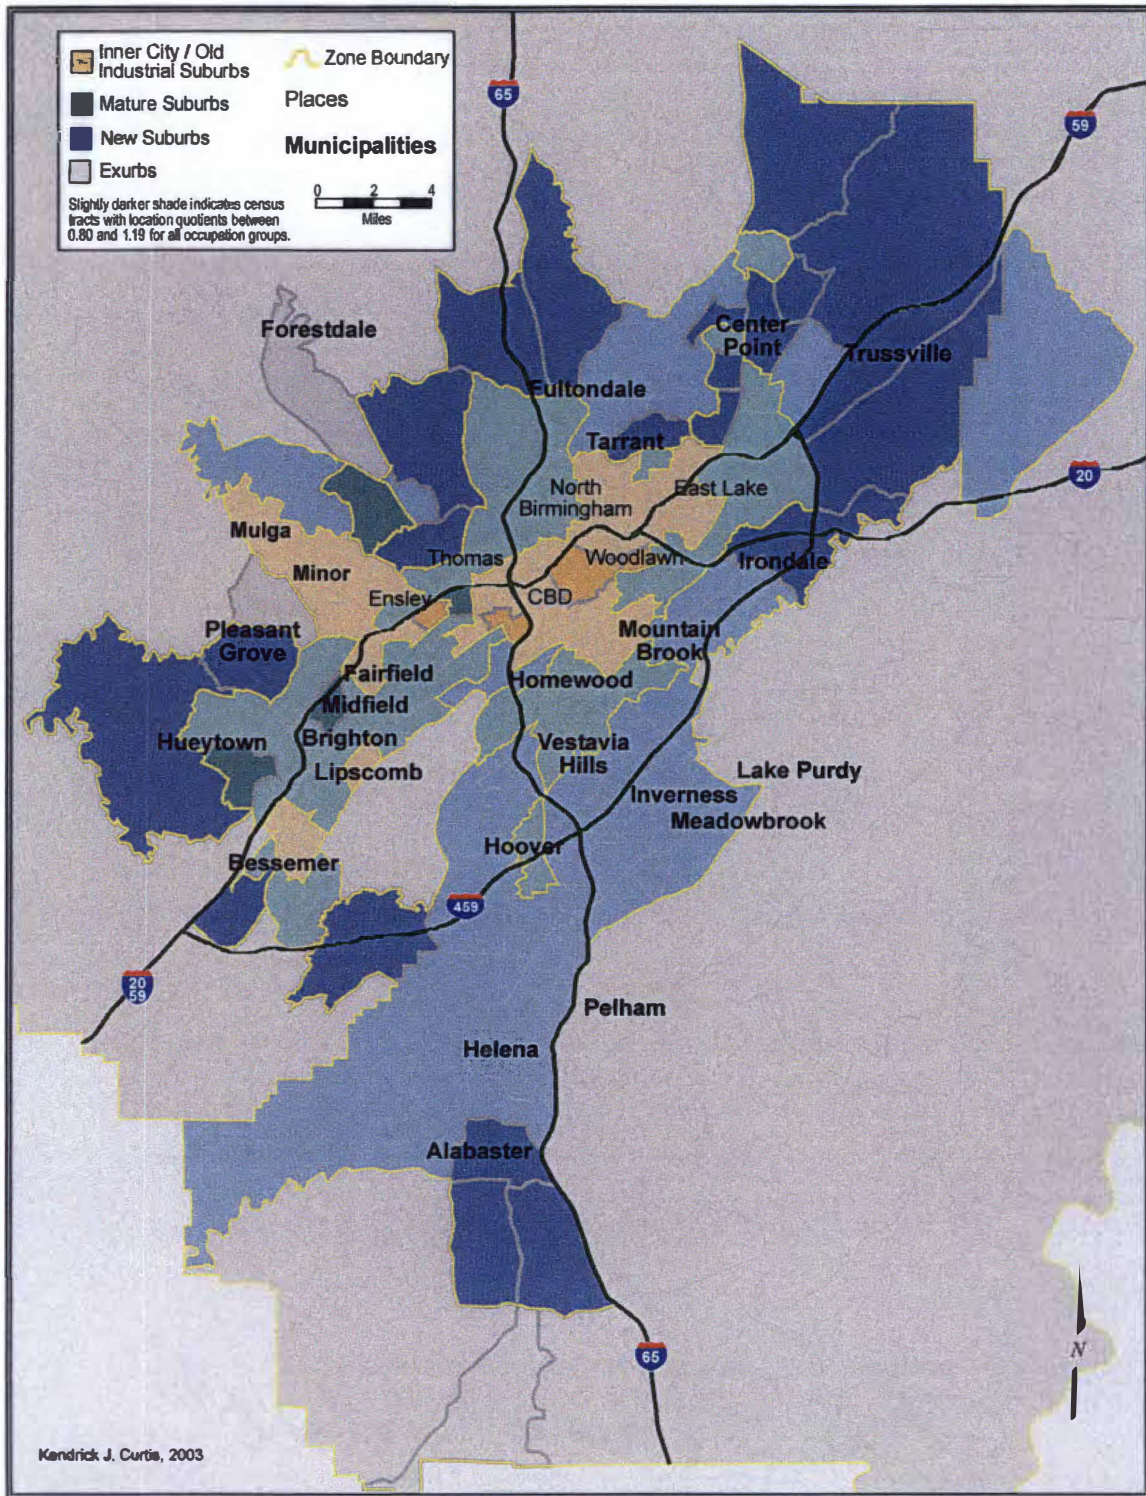 Inner City / Old
Industrial Suburbs
Mature Suburbs
New Suburbs
Exurbs
Slightly darker shade indicates census
tracts with location quotients between
0.80 and 1.19 for all occupation groups.
Zone Boundary
Places
Municipalities
0 2 4
Miles
65
59
Forestdale
Center
Point
Trussville
Fultondale
Tarrant
20
North
Birmingham
East Lake
Mulga
Thomas
Woodlawn
Irondale
Minor
Ensley
CBD
Pleasant
Grove
Mountain
Brook
Fairfield
Homewood
Midfield
Hueytown
Brighton
Vestavia
Hills
Lipscomb
Lake Purdy
Inverness
Meadowbrook
Hoover
Bessemer
459
20
59
Pelham
Helena
Alabaster
65
N
Kendrick J. Curtis, 2003